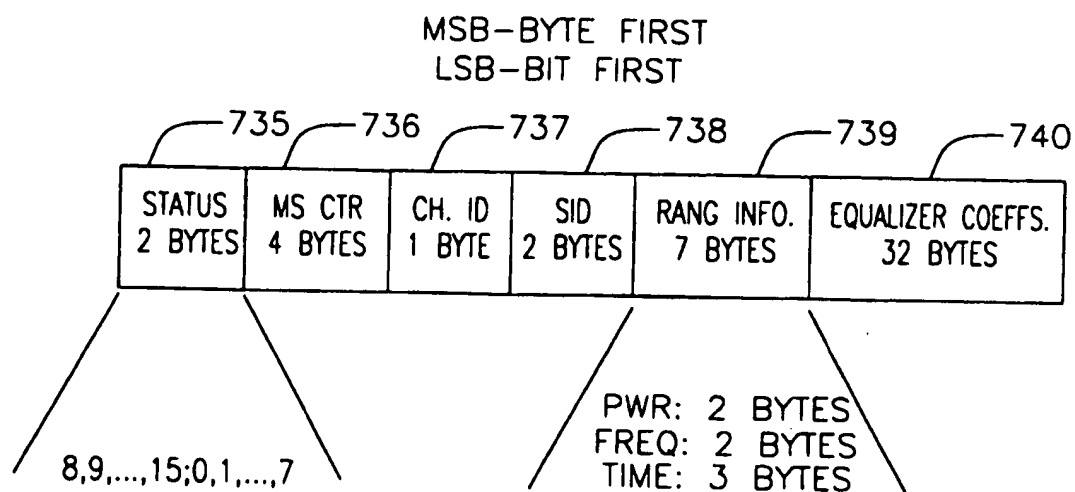 MSB-BYTE FIRST
LSB-BIT FIRST
735 736 737 738 739 740
STATUS MS CTR CH. ID SID RANG INFO. EQUALIZER COEFFS.
2 BYTES 4 BYTES 1 BYTE 2 BYTES 7 BYTES 32 BYTES
PWR: 2 BYTES
FREQ: 2 BYTES
8,9,...,15;0,1,...,7 TIME: 3 BYTES